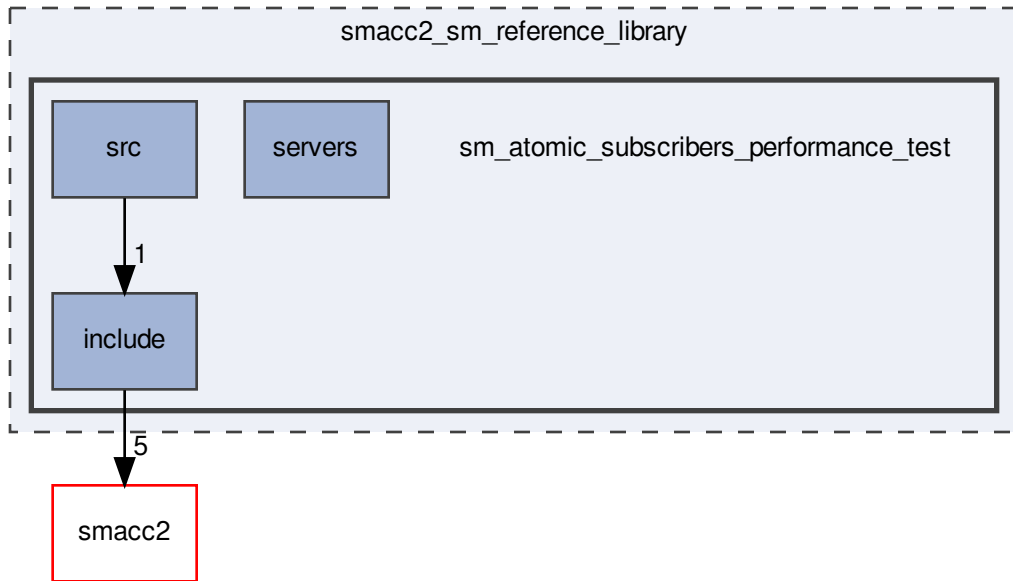 smacc2_sm_reference_library
src
servers
sm_atomic_subscribers_performance_test
1
include
5
smacc2